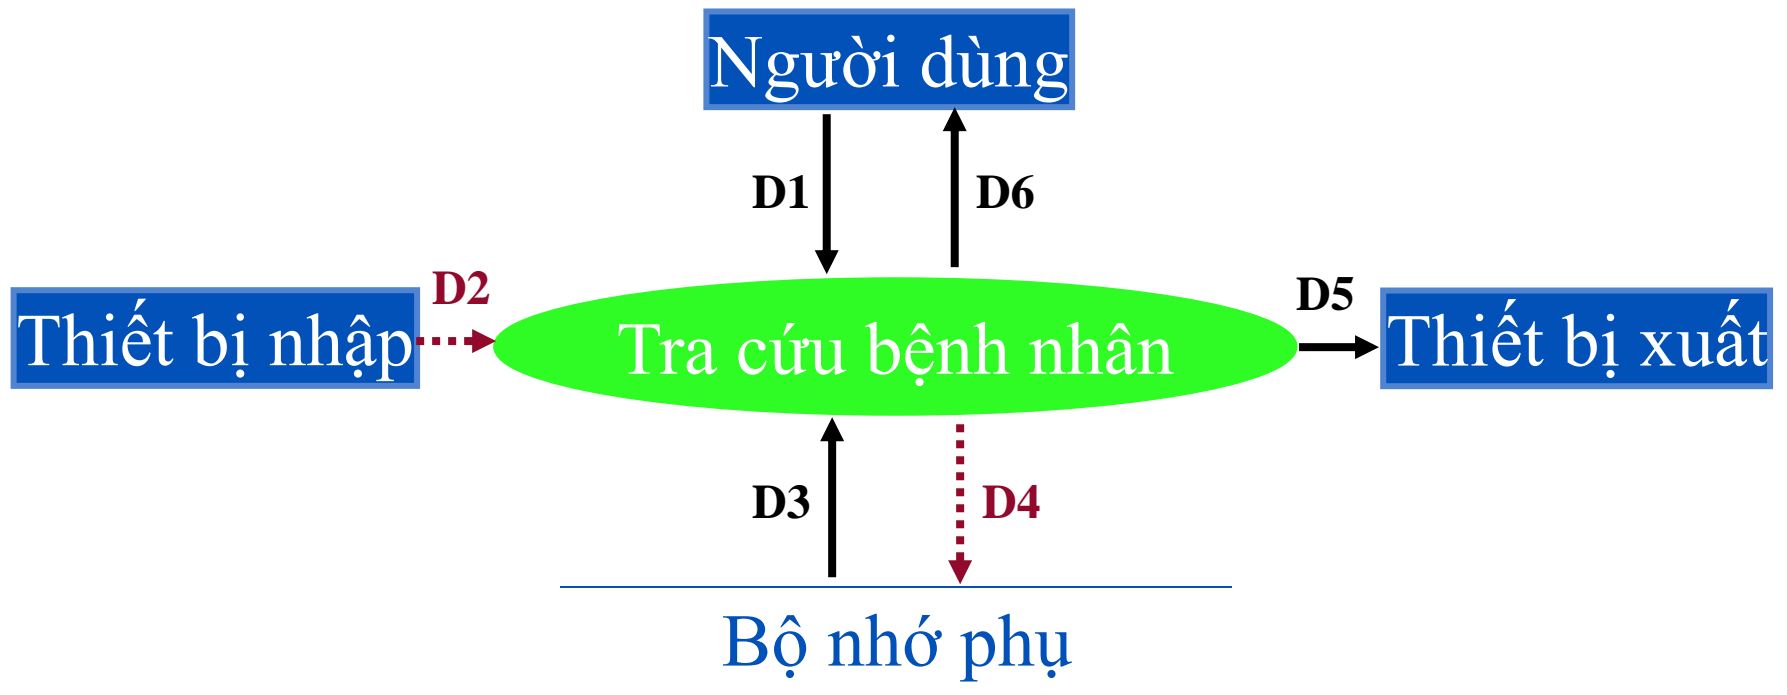 Người dùng
D1
D6
D2
D5
Thiết bị nhập
Tra cứu bệnh nhân
Thiết bị xuất
D3
D4
Bộ nhớ phụ